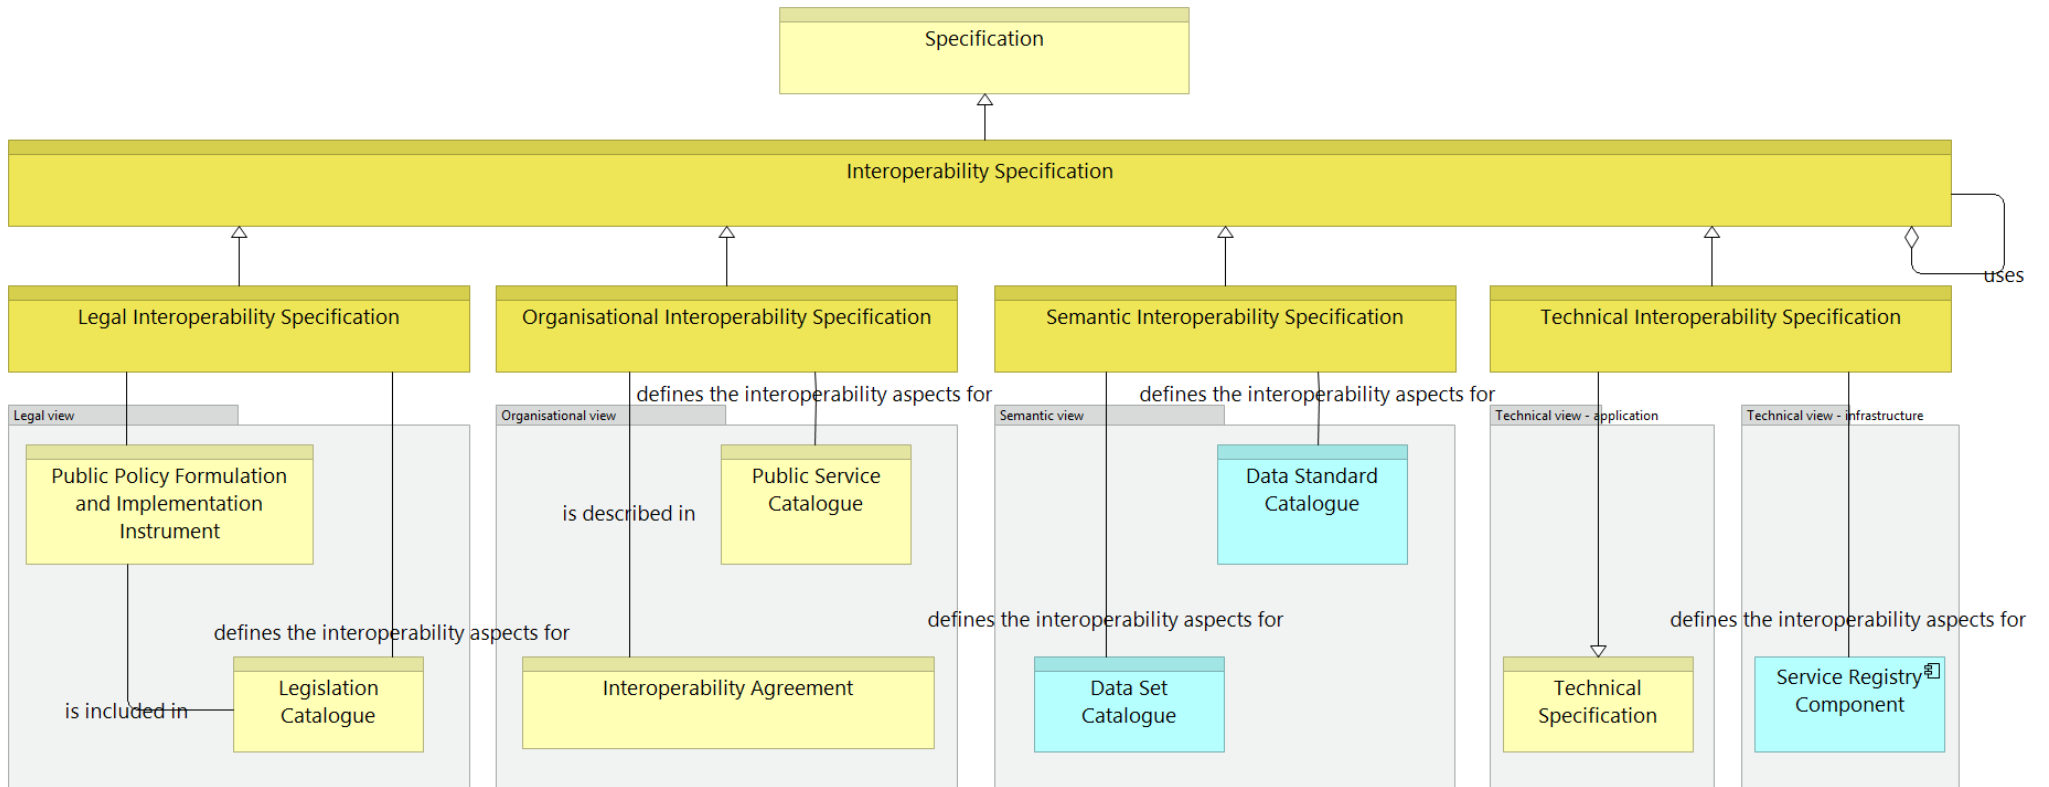 Specification
Interoperability Specification
uses
Legal Interoperability Specification
Organisational Interoperability Specification
Semantic Interoperability Specification
Technical Interoperability Specification
defines the interoperability aspects for
defines the interoperability aspects for
Legal view
Organisational view
Semantic view
Technical view - application
Technical view - infrastructure
Public Policy Formulation
and Implementation
Instrument
Public Service
Catalogue
Data Standard
Catalogue
is described in
defines the interoperability aspects for
defines the interoperability aspects for
defines the interoperability aspects for
Legislation
Catalogue
is included in
Interoperability Agreement
Data Set
Catalogue
Technical
Specification
Service Registry
Component